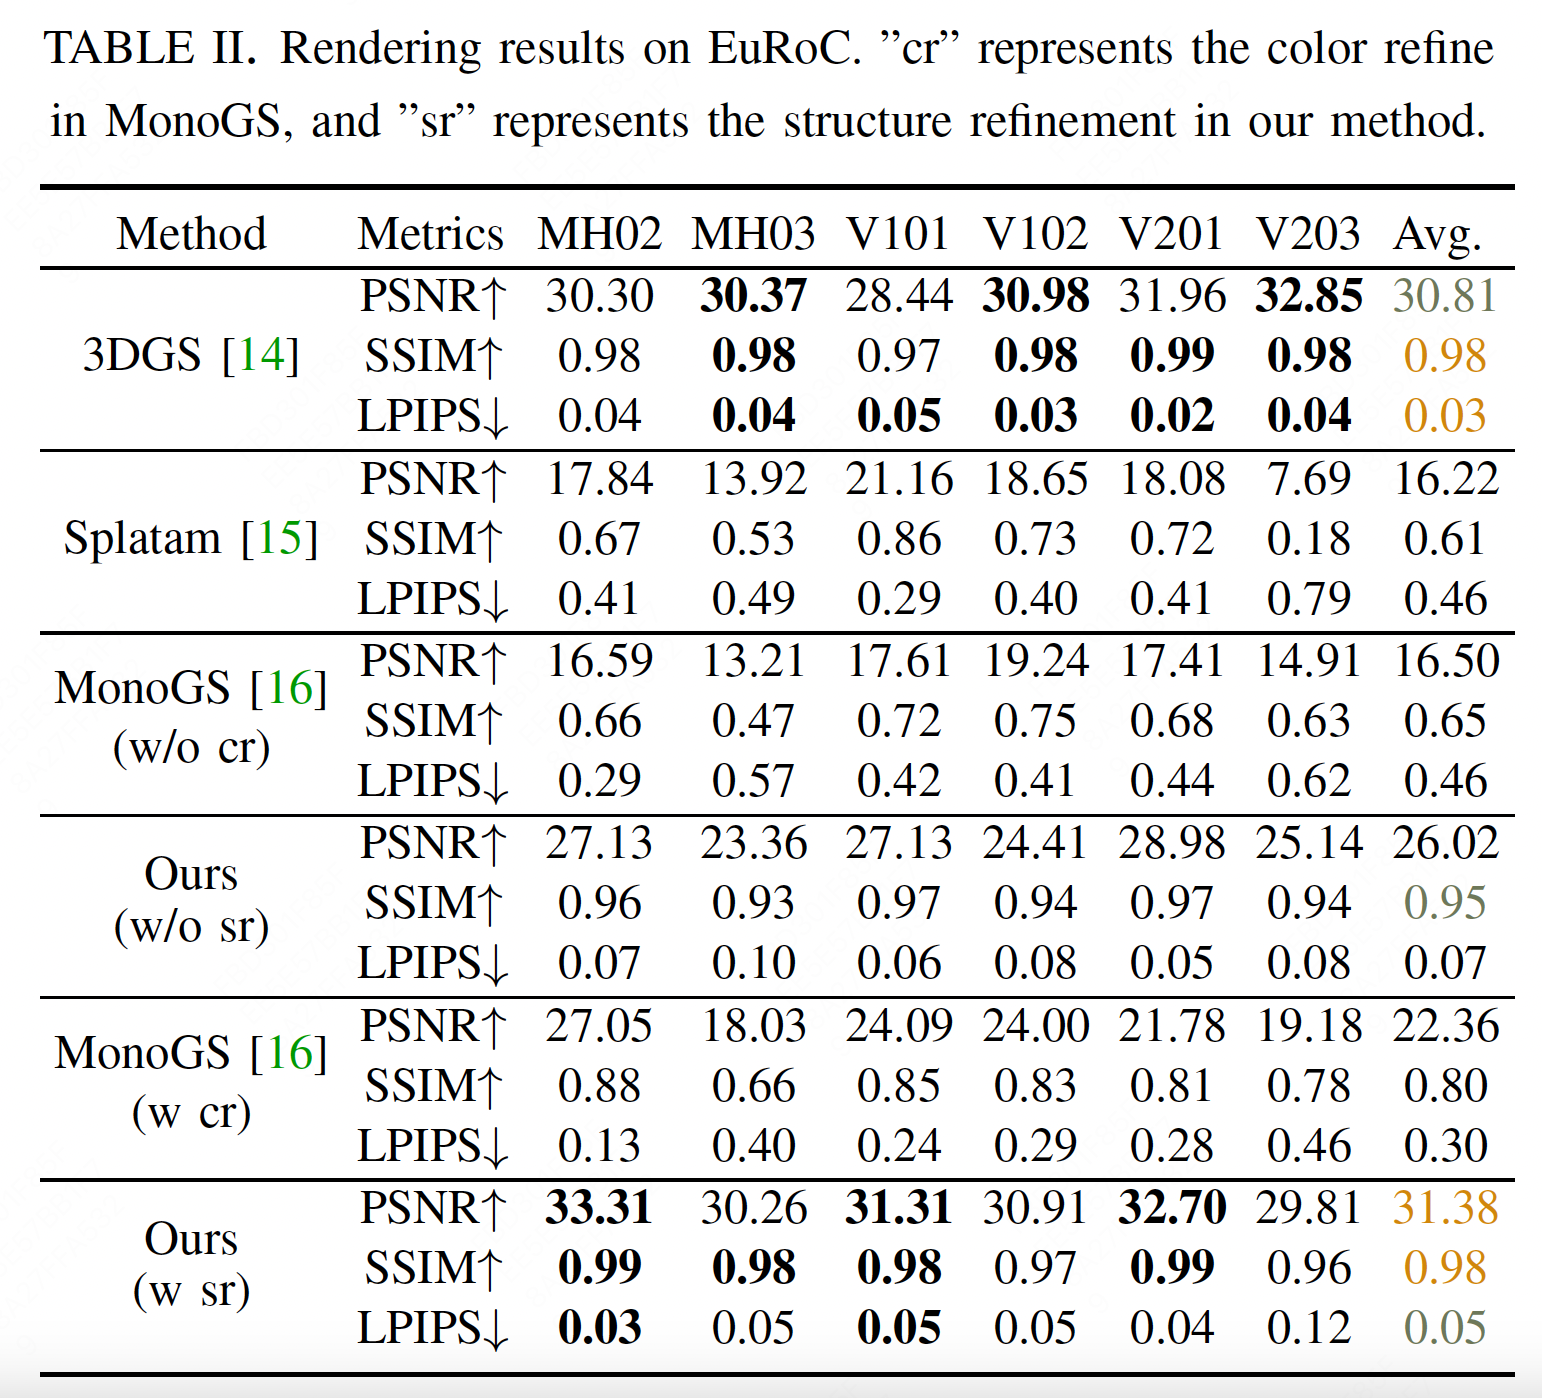 TABLE II. Rendering results on EuRoC. ”cr” represents the color refine
in MonoGS, and ”sr” represents the structure refinement in our method.
Method Metrics MH02 MH03 V101 V102 V201 V203 Avg.
3DGS [14]
PSNR↑ 30.30 30.37 28.44 30.98 31.96 32.85 30.81
SSIM↑ 0.98 0.98 0.97 0.98 0.99 0.98 0.98
LPIPS↓ 0.04 0.04 0.05 0.03 0.02 0.04 0.03
Splatam [15]
PSNR↑ 17.84 13.92 21.16 18.65 18.08 7.69 16.22
SSIM↑ 0.67 0.53 0.86 0.73 0.72 0.18 0.61
LPIPS↓ 0.41 0.49 0.29 0.40 0.41 0.79 0.46
MonoGS [16]
(w/o cr)
PSNR↑ 16.59 13.21 17.61 19.24 17.41 14.91 16.50
SSIM↑ 0.66 0.47 0.72 0.75 0.68 0.63 0.65
LPIPS↓ 0.29 0.57 0.42 0.41 0.44 0.62 0.46
Ours
(w/o sr)
PSNR↑ 27.13 23.36 27.13 24.41 28.98 25.14 26.02
SSIM↑ 0.96 0.93 0.97 0.94 0.97 0.94 0.95
LPIPS↓ 0.07 0.10 0.06 0.08 0.05 0.08 0.07
MonoGS [16]
(w cr)
PSNR↑ 27.05 18.03 24.09 24.00 21.78 19.18 22.36
SSIM↑ 0.88 0.66 0.85 0.83 0.81 0.78 0.80
LPIPS↓ 0.13 0.40 0.24 0.29 0.28 0.46 0.30
Ours
(w sr)
PSNR↑ 33.31 30.26 31.31 30.91 32.70 29.81 31.38
SSIM↑ 0.99 0.98 0.98 0.97 0.99 0.96 0.98
LPIPS↓ 0.03 0.05 0.05 0.05 0.04 0.12 0.05